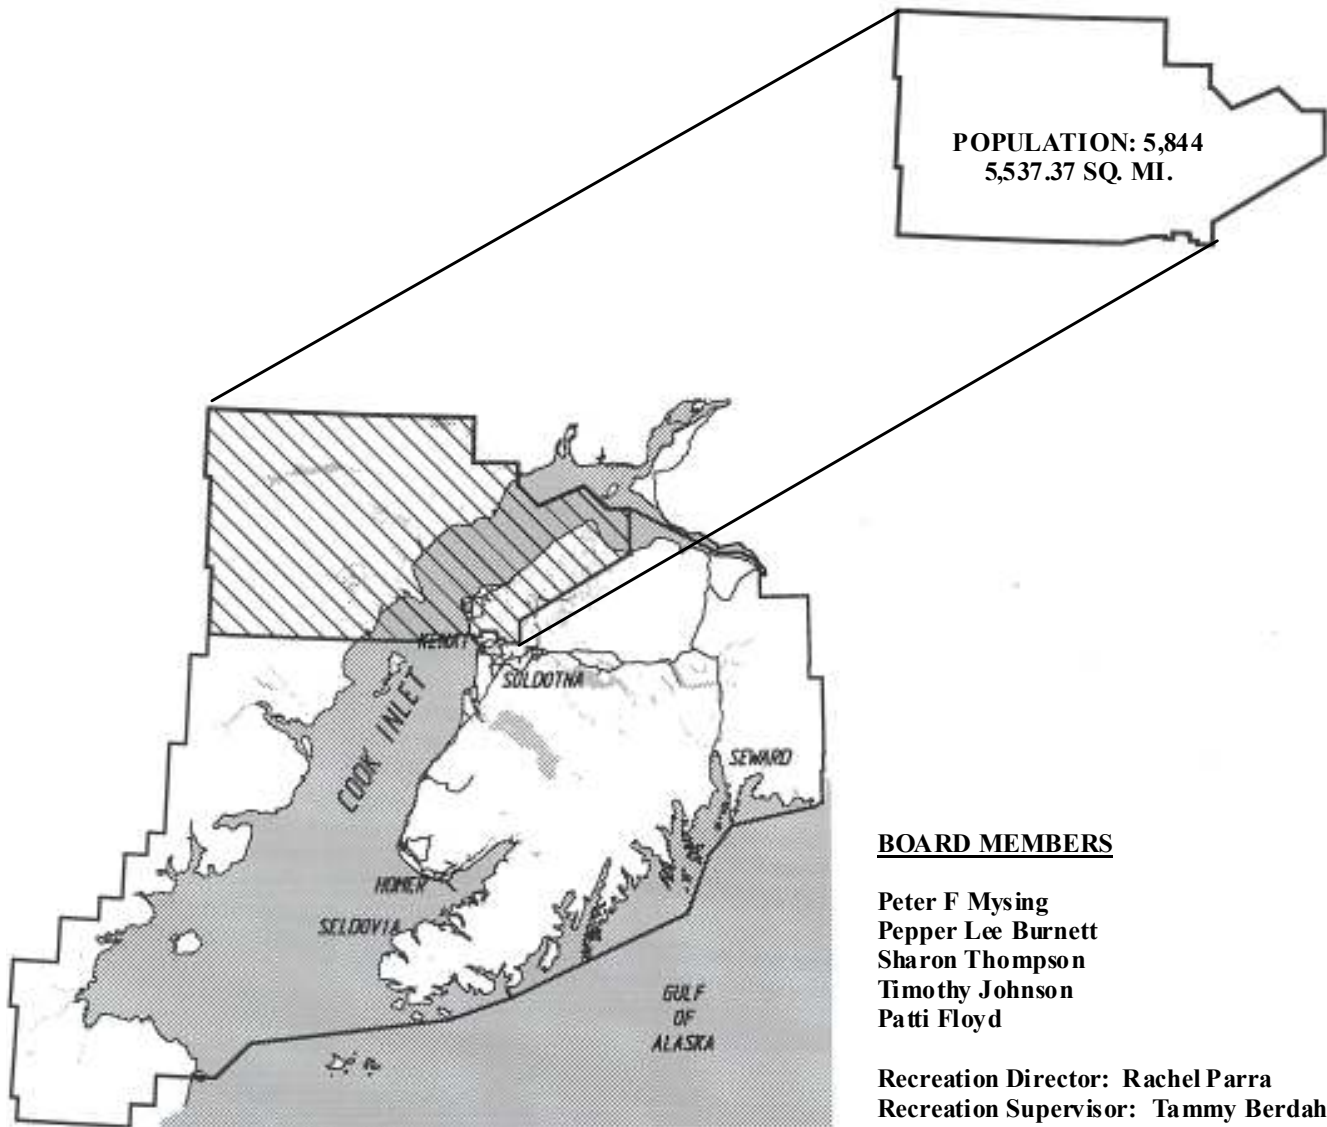 POPULATION: 5,844
5,537.37 SQ. MI.
KENAI
SOLDOTNA
COOK INLET
SEWARD
HOMER
SELDOVIA
GULF
OF
ALASKA
BOARD MEMBERS
Peter F Mysing
Pepper Lee Burnett
Sharon Thompson
Timothy Johnson
Patti Floyd
Recreation Director: Rachel Parra
Recreation Supervisor: Tammy Berdah